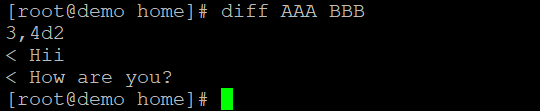 [root@demo home]# diff AAA BBB
3,4d2
< Hii
< How are you?
[root@demo home]#